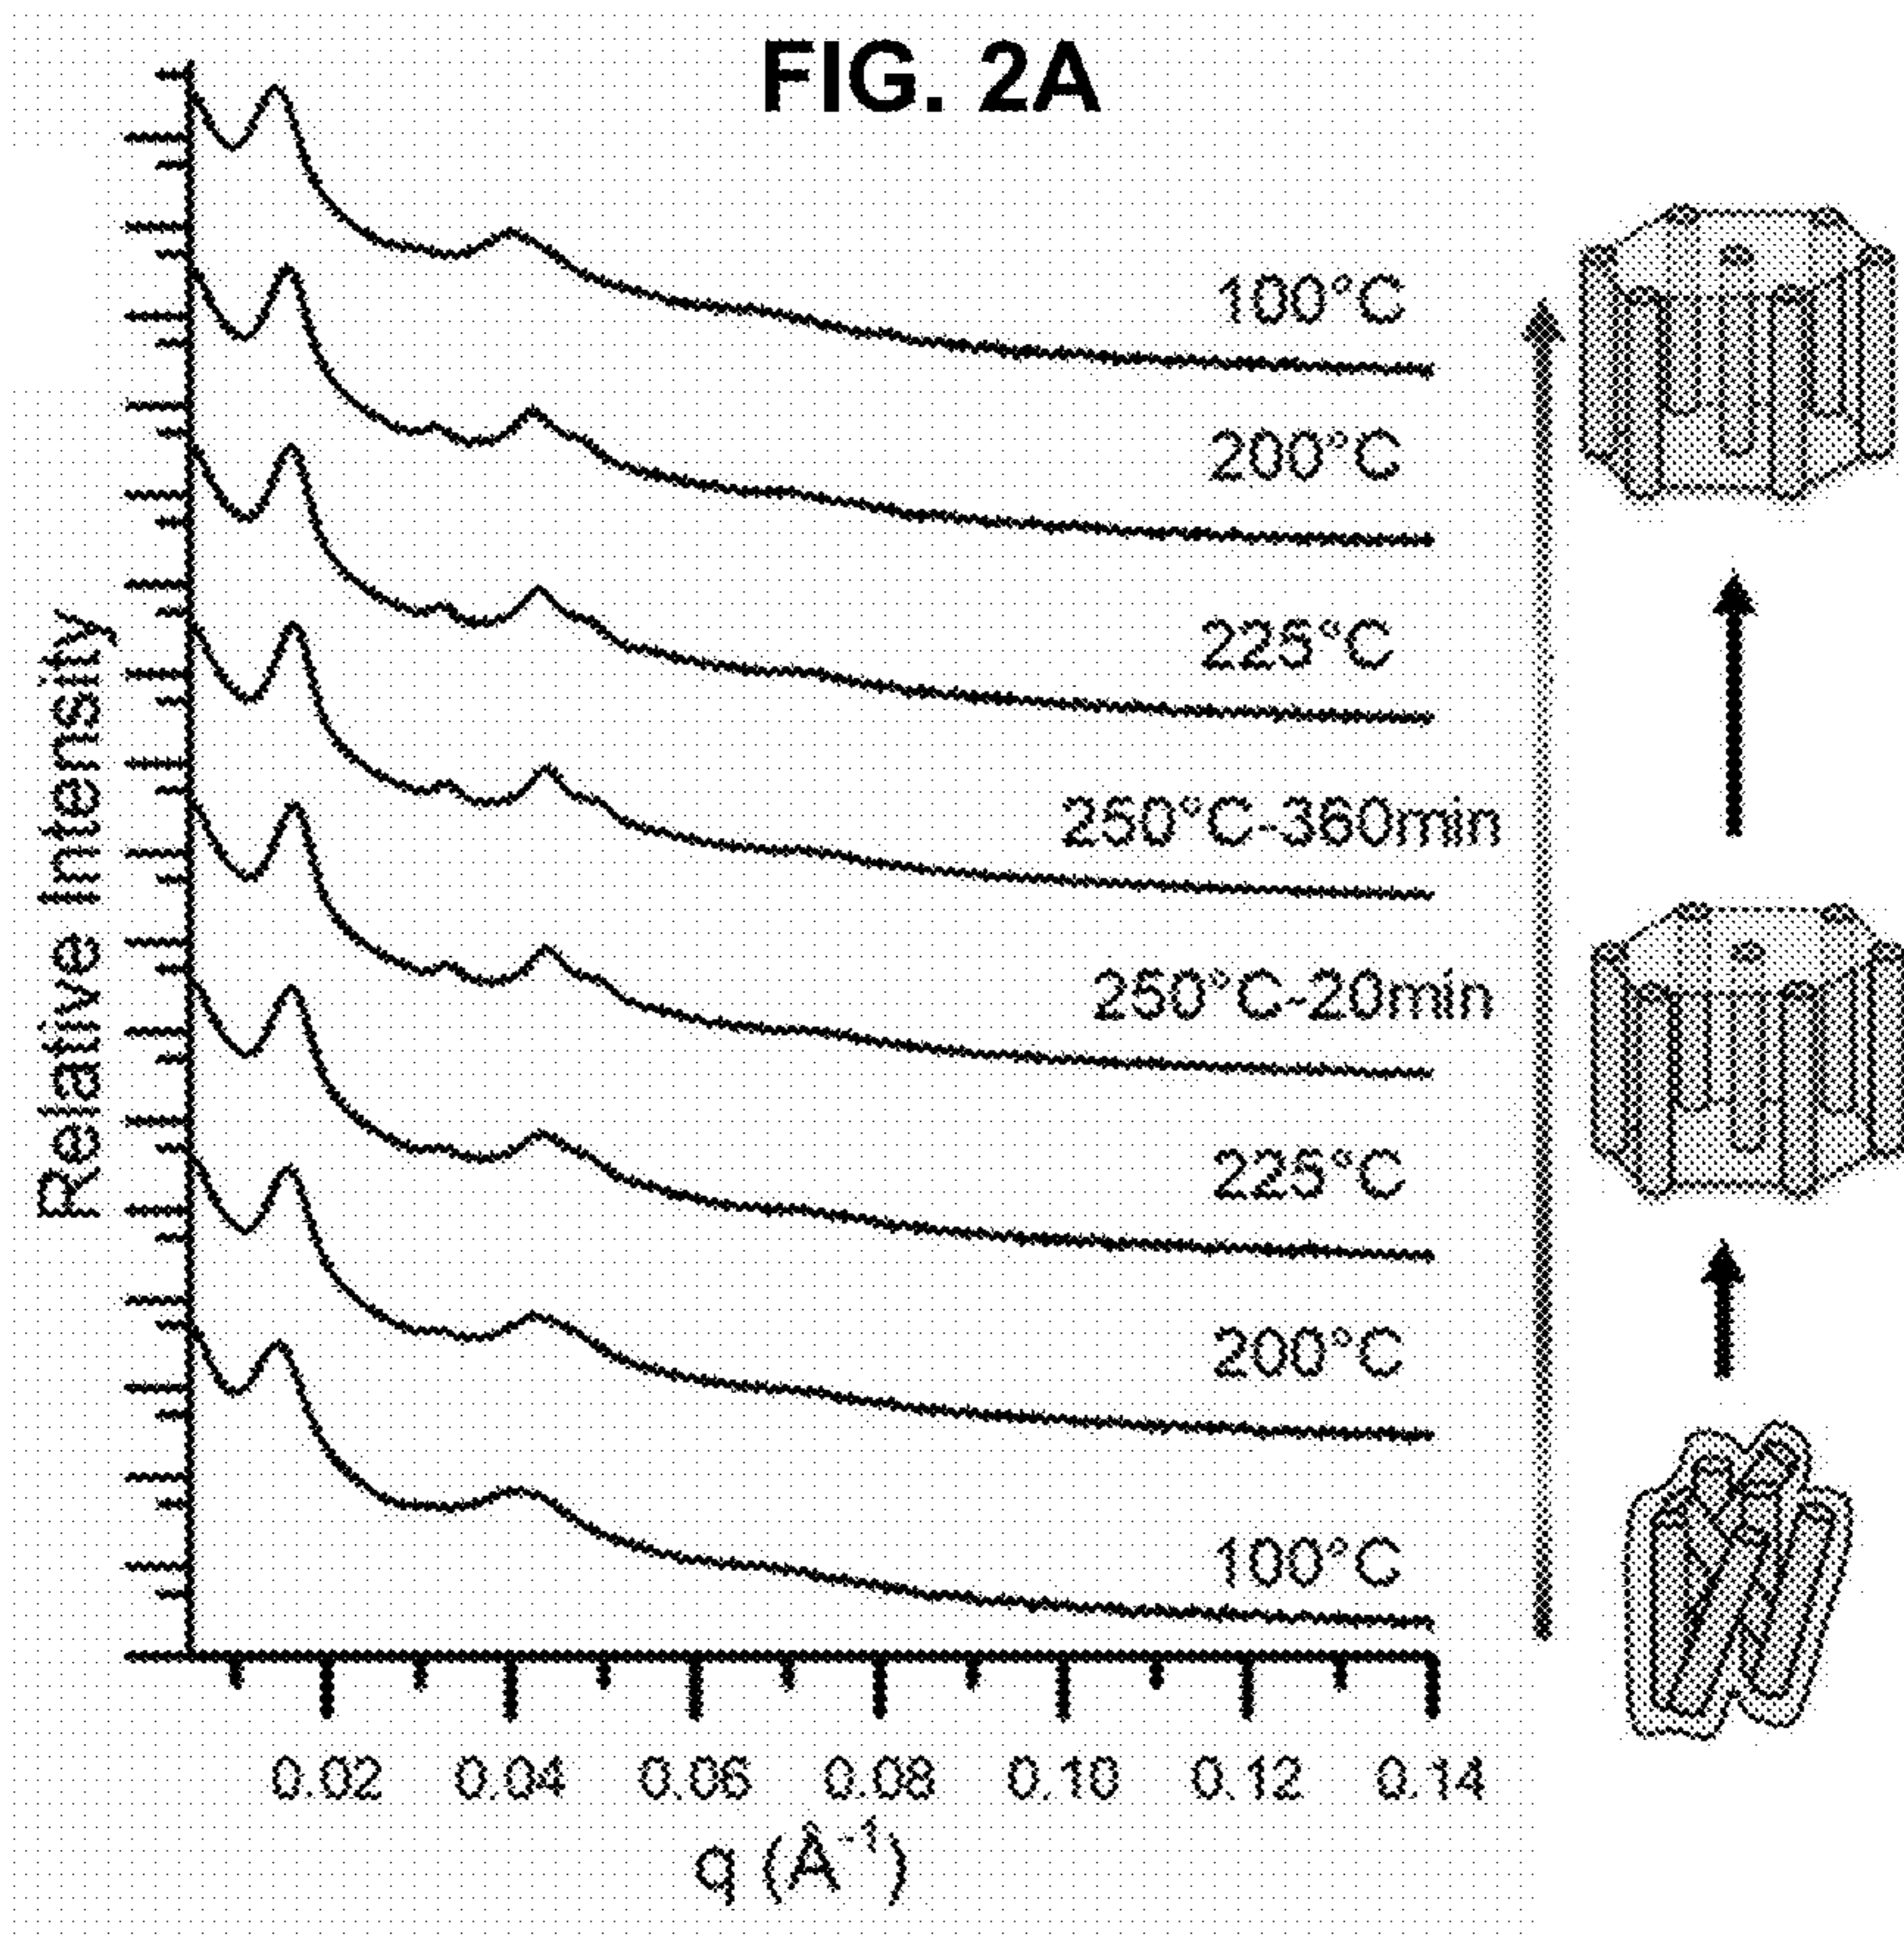 FIG. 2A
100°C
200°C
225°C
250°C-360min
250°C-20min
225°C
200°C
100°C
Relative Intensity
0.02 0.04 0.06 0.08 0.10 0.12 0.14
q (Å⁻¹)